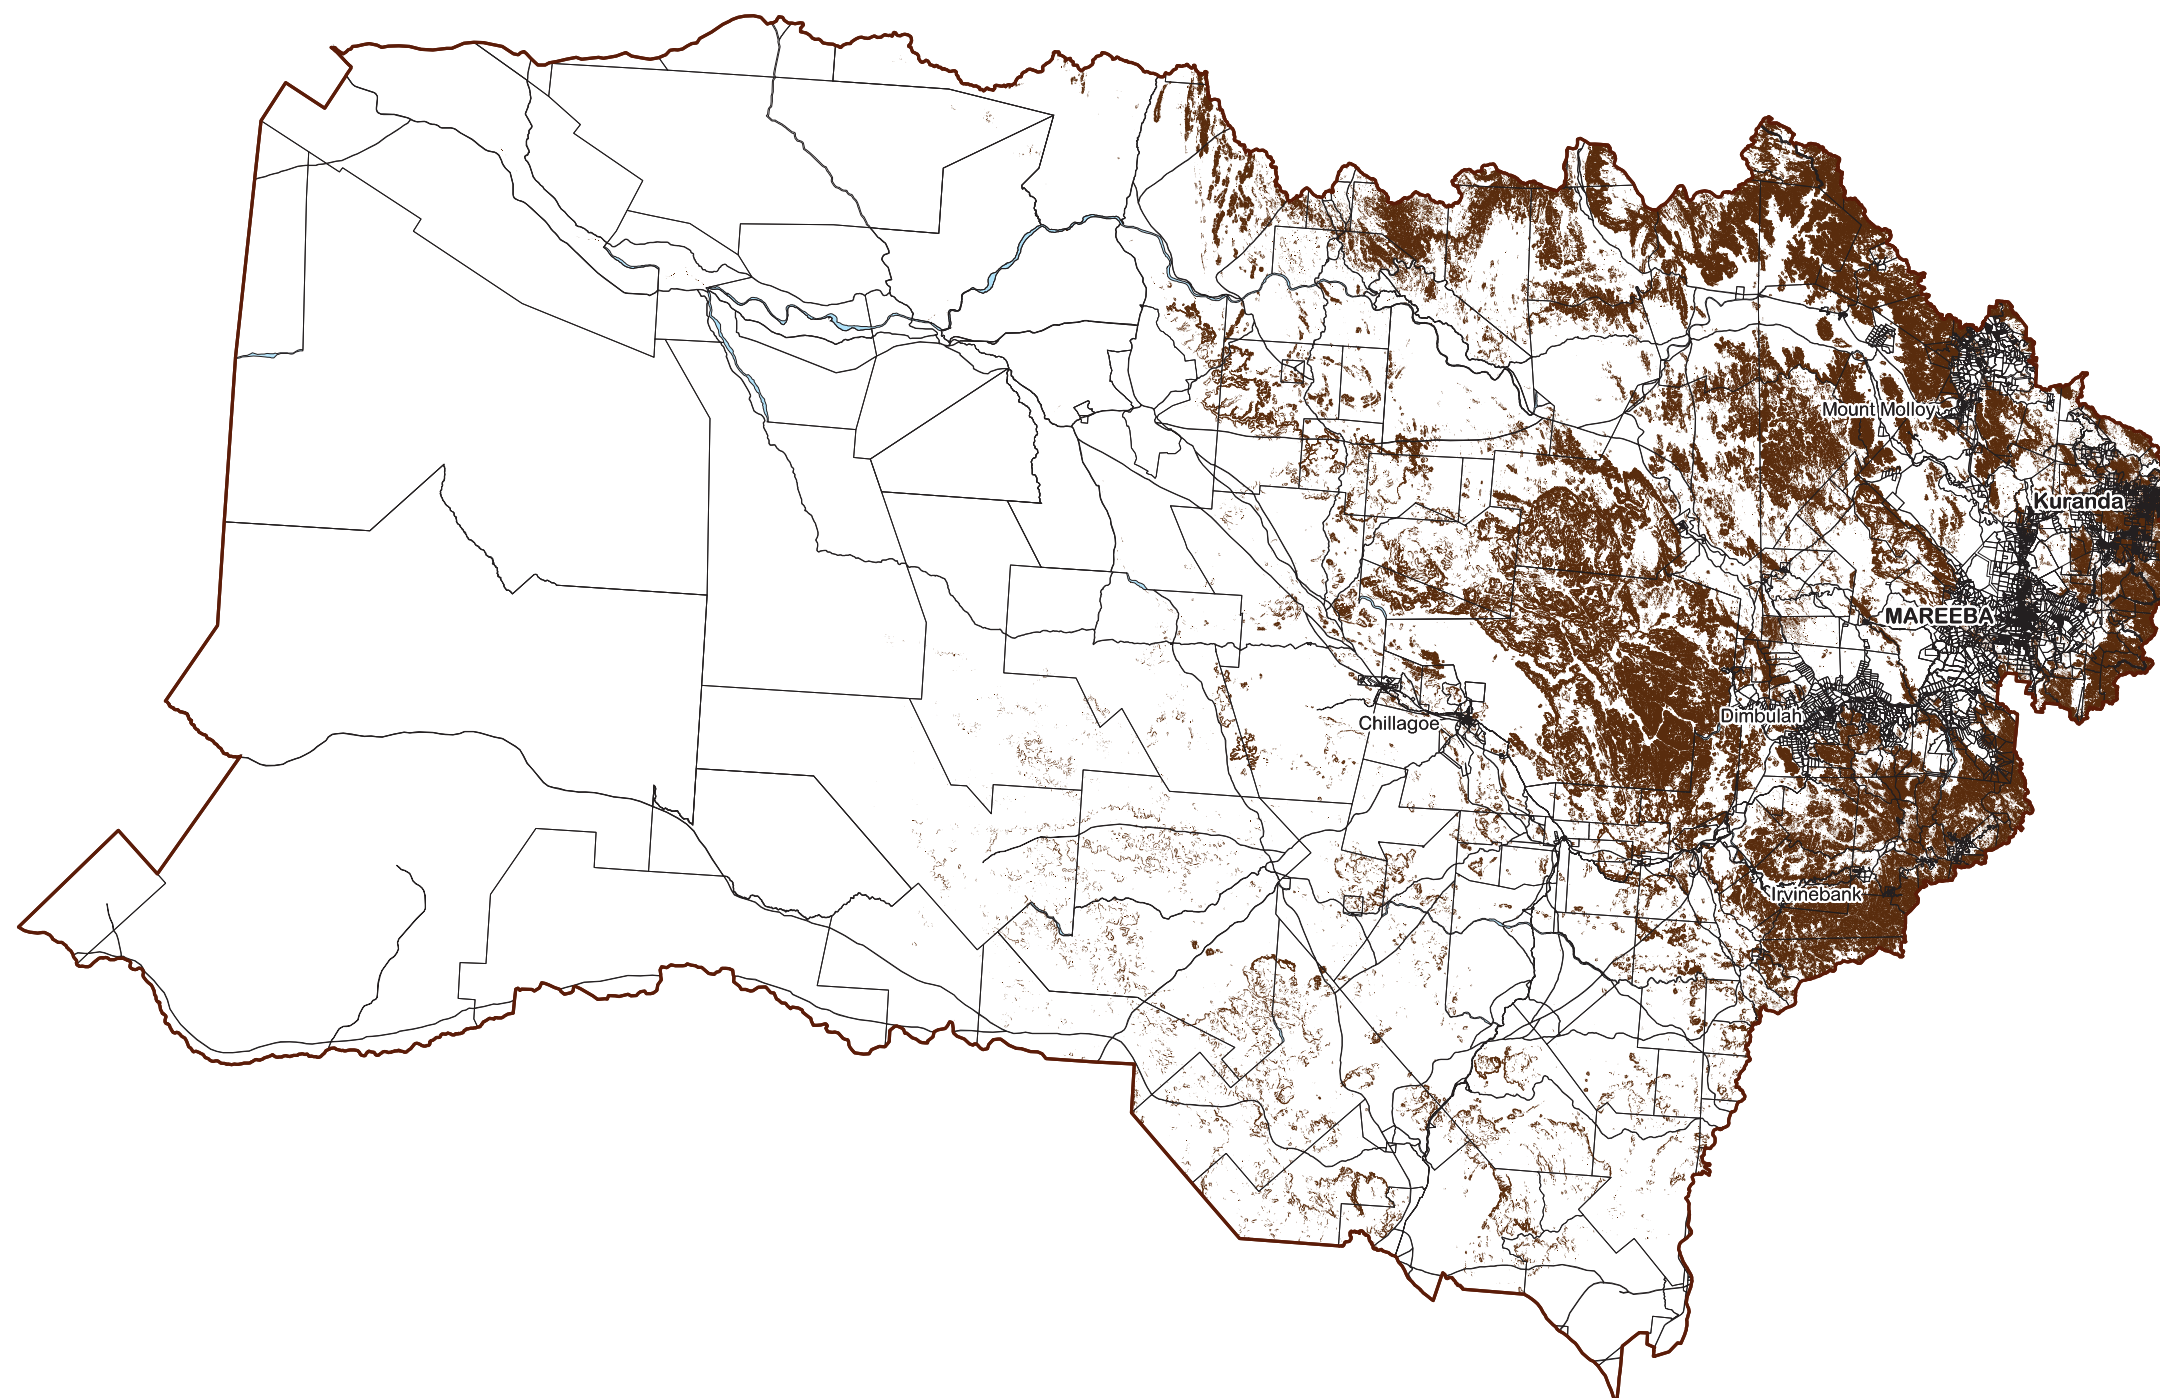 Mount Molloy
Kuranda
MAREEBA
Chillagoe
Dimbulah
Irvinebank